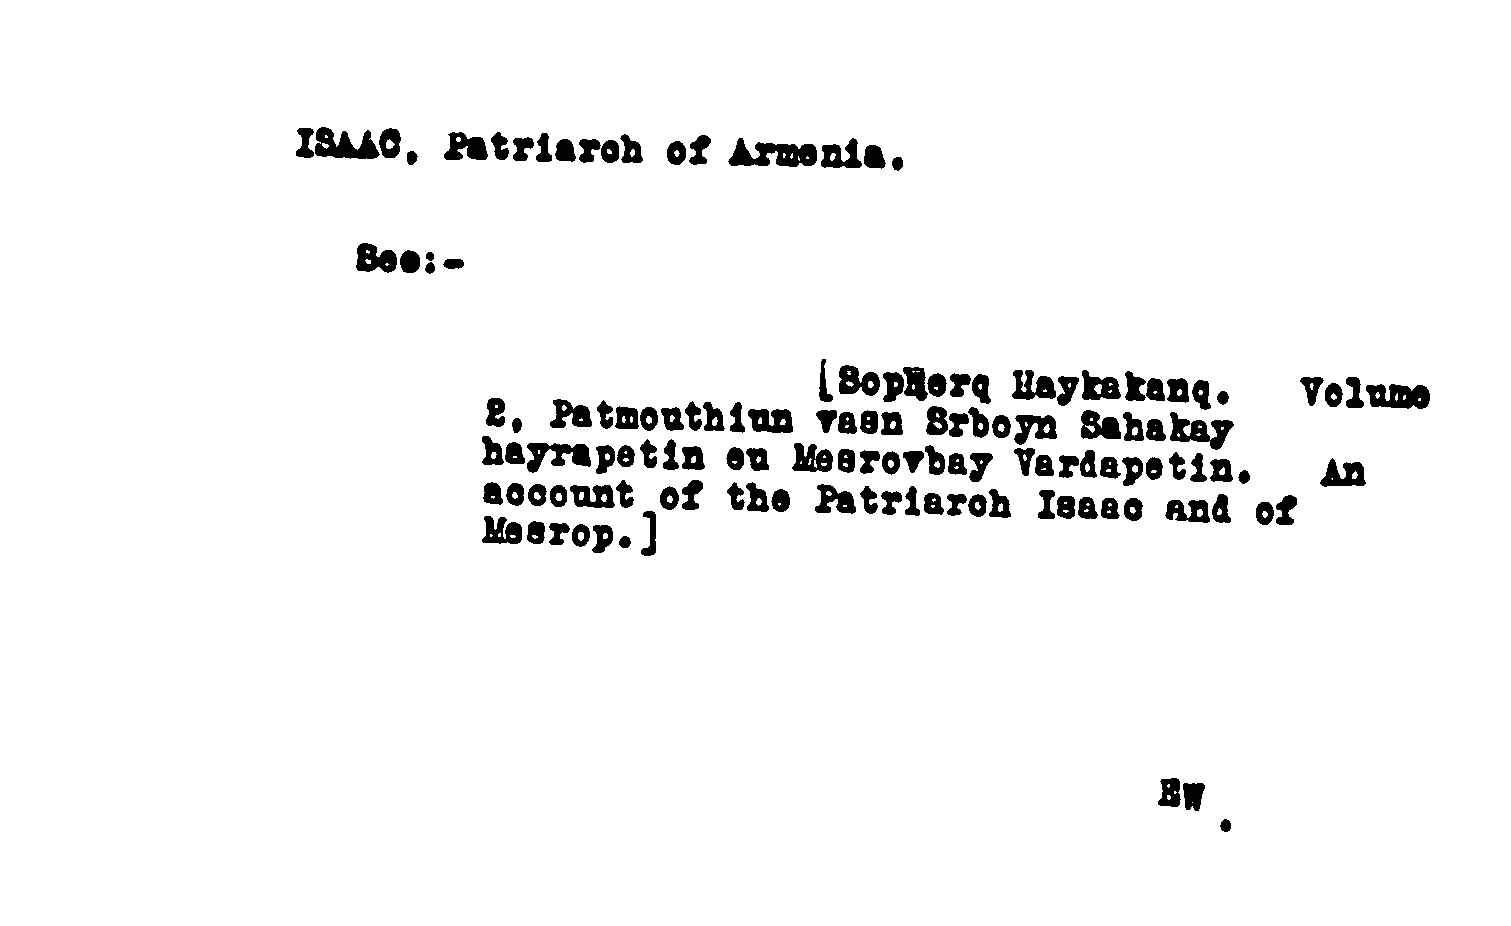 ISAAC, Patriarch of Armenia.
See:-
[Sopherq Haykakanq. Volume
2, Patmouthiun vasn Srboyn Sahakay
hayrapetin eu Mesrovbay Vardapetin. An
account of the Patriarch Isaac and of
Mesrop.]
EW.